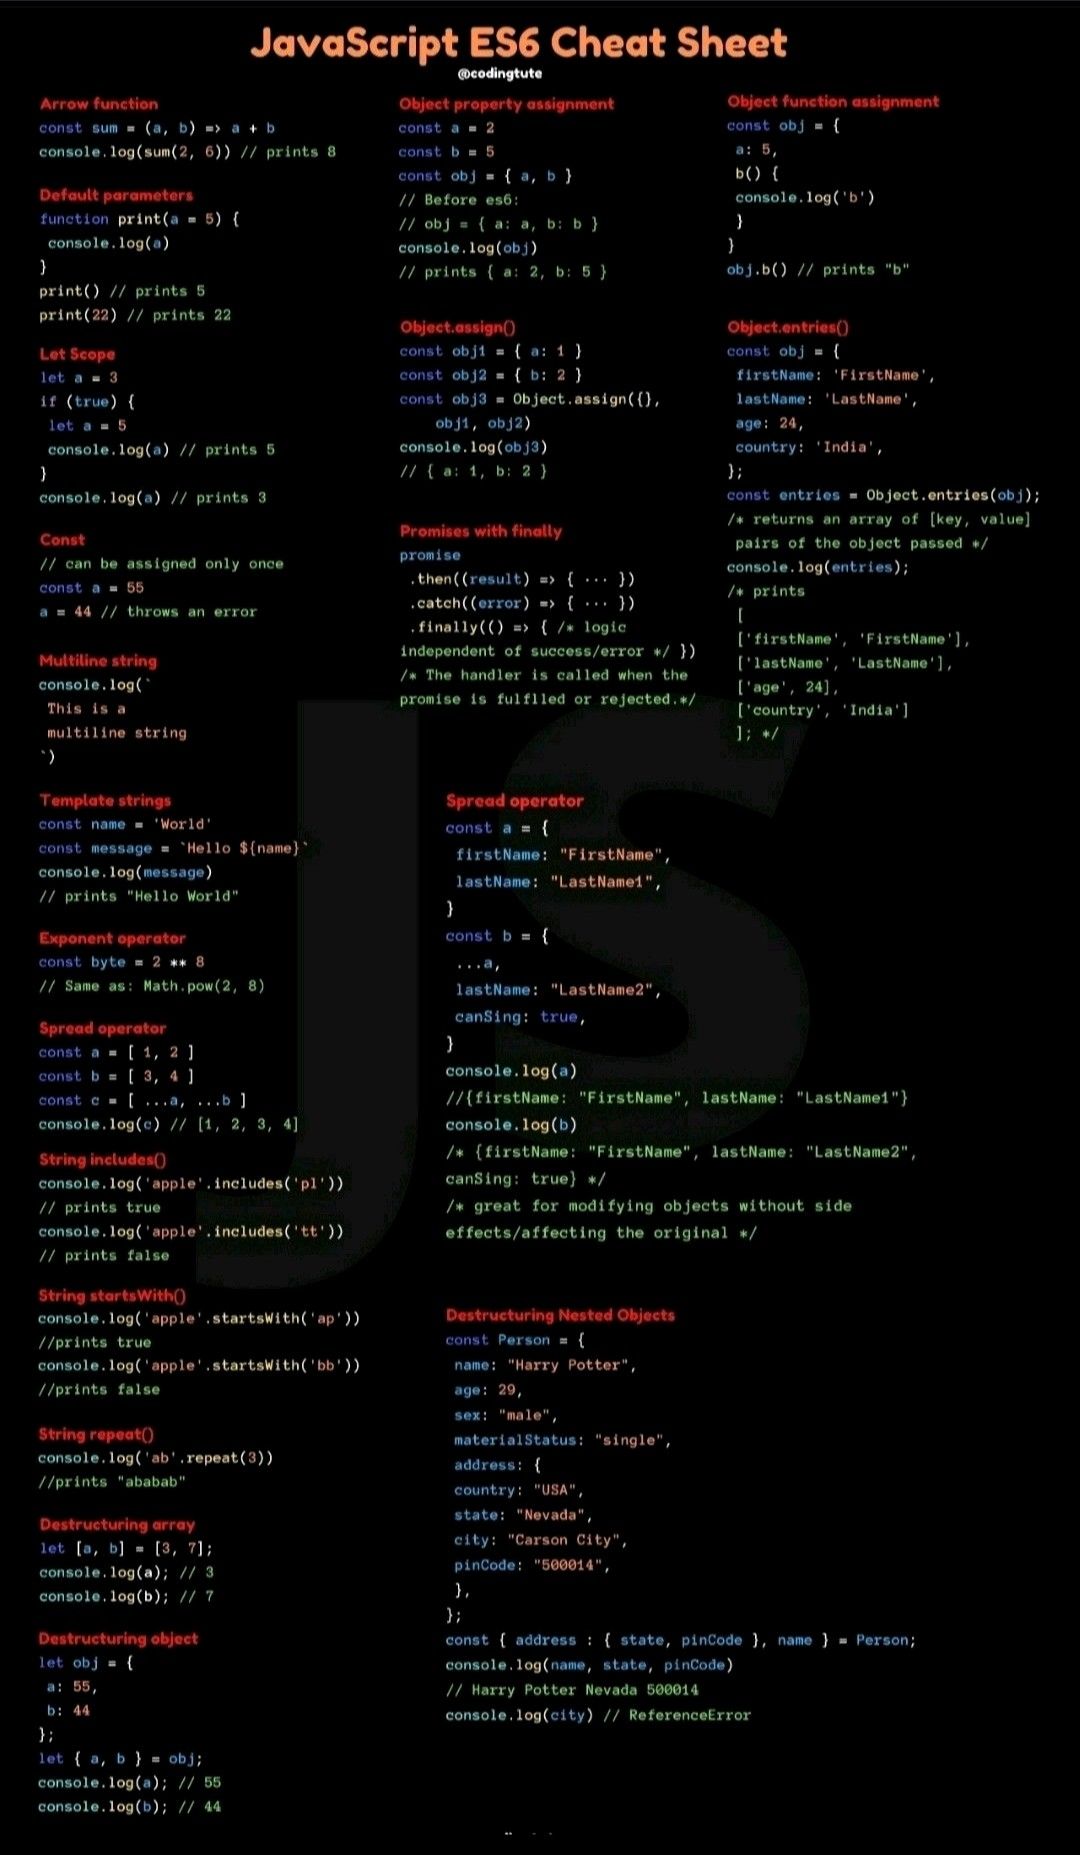 JavaScript ES6 Cheat Sheet
@codingtute
Arrow function
const sum = (a, b) => a + b
console.log(sum(2, 6)) // prints 8
Default parameters
function print(a = 5) {
console.log(a)
}
print() // prints 5
print(22) // prints 22
Let Scope
let a = 3
if (true) {
let a = 5
console.log(a) // prints 5
}
console.log(a) // prints 3
Const
// can be assigned only once
const a = 55
a = 44 // throws an error
Multiline string
console.log(`
This is a
multiline string
`)
Template strings
const name = 'World'
const message = `Hello ${name}`
console.log(message)
// prints "Hello World"
Exponent operator
const byte = 2 ** 8
// Same as: Math.pow(2, 8)
Spread operator
const a = [ 1, 2 ]
const b = [ 3, 4 ]
const c = [ ...a, ...b ]
console.log(c) // [1, 2, 3, 4]
String includes()
console.log('apple'.includes('pl'))
// prints true
console.log('apple'.includes('tt'))
// prints false
String startsWith()
console.log('apple'.startsWith('ap'))
//prints true
console.log('apple'.startsWith('bb'))
//prints false
String repeat()
console.log('ab'.repeat(3))
//prints "ababab"
Destructuring array
let [a, b] = [3, 7];
console.log(a); // 3
console.log(b); // 7
Destructuring object
let obj = {
a: 55,
b: 44
};
let { a, b } = obj;
console.log(a); // 55
console.log(b); // 44
Object property assignment
const a = 2
const b = 5
const obj = { a, b }
// Before es6:
// obj = { a: a, b: b }
console.log(obj)
// prints { a: 2, b: 5 }
Object.assign()
const obj1 = { a: 1 }
const obj2 = { b: 2 }
const obj3 = Object.assign({},
obj1, obj2)
console.log(obj3)
// { a: 1, b: 2 }
Promises with finally
promise
.then((result) => { ··· })
.catch((error) => { ··· })
.finally(() => { /* logic
independent of success/error */ })
/* The handler is called when the
promise is fulflled or rejected.*/
Object function assignment
const obj = {
a: 5,
b() {
console.log('b')
}
}
obj.b() // prints "b"
Object.entries()
const obj = {
firstName: 'FirstName',
lastName: 'LastName',
age: 24,
country: 'India',
};
const entries = Object.entries(obj);
/* returns an array of [key, value]
pairs of the object passed */
console.log(entries);
/* prints
[
['firstName', 'FirstName'],
['lastName', 'LastName'],
['age', 24],
['country', 'India']
]; */
Spread operator
const a = {
firstName: "FirstName",
lastName: "LastName1",
}
const b = {
...a,
lastName: "LastName2",
canSing: true,
}
console.log(a)
//{firstName: "FirstName", lastName: "LastName1"}
console.log(b)
/* {firstName: "FirstName", lastName: "LastName2",
canSing: true} */
/* great for modifying objects without side
effects/affecting the original */
Destructuring Nested Objects
const Person = {
name: "Harry Potter",
age: 29,
sex: "male",
materialStatus: "single",
address: {
country: "USA",
state: "Nevada",
city: "Carson City",
pinCode: "500014",
},
};
const { address : { state, pinCode }, name } = Person;
console.log(name, state, pinCode)
// Harry Potter Nevada 500014
console.log(city) // ReferenceError
JS